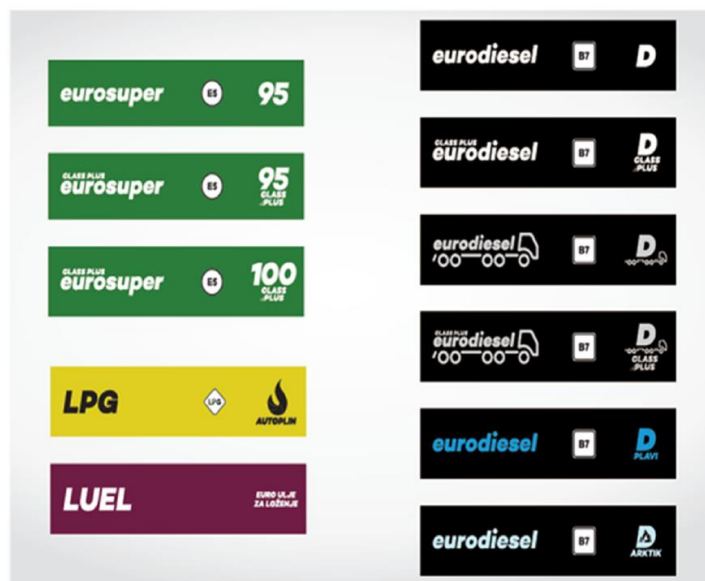 eurosuper E5 95
CLASS PLUS
eurosuper E5 95
CLASS
PLUS
CLASS PLUS
eurosuper E5 100
CLASS
PLUS
LPG LPG AUTOPLIN
LUEL EURO ULJE
ZA LOŽENJE
eurodiesel B7 D
CLASS PLUS
eurodiesel B7 D
CLASS
PLUS
eurodiesel B7 D
CLASS PLUS
eurodiesel B7 D
CLASS
PLUS
eurodiesel B7 D
PLAVI
eurodiesel B7 D
ARKTIK